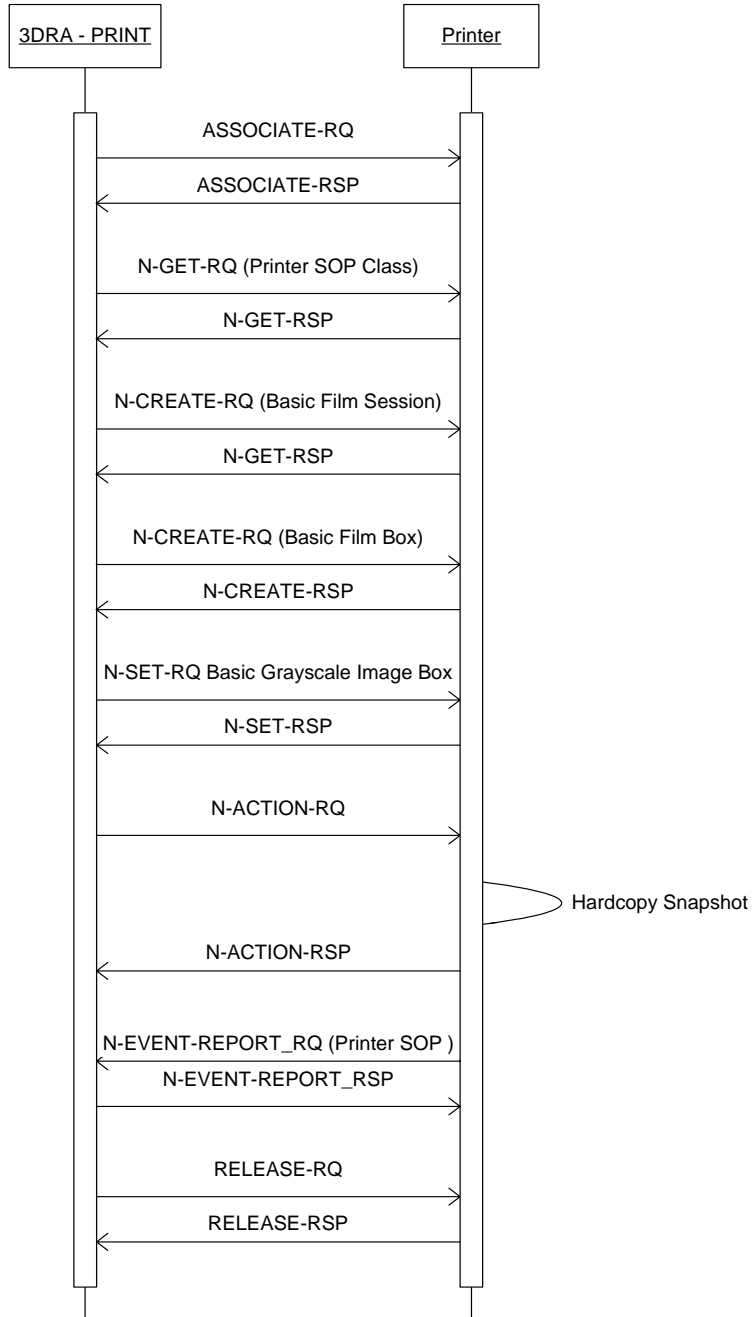 3DRA - PRINT
Printer
ASSOCIATE-RQ
ASSOCIATE-RSP
N-GET-RQ (Printer SOP Class)
N-GET-RSP
N-CREATE-RQ (Basic Film Session)
N-GET-RSP
N-CREATE-RQ (Basic Film Box)
N-CREATE-RSP
N-SET-RQ Basic Grayscale Image Box
N-SET-RSP
N-ACTION-RQ
Hardcopy Snapshot
N-ACTION-RSP
N-EVENT-REPORT_RQ (Printer SOP )
N-EVENT-REPORT_RSP
RELEASE-RQ
RELEASE-RSP